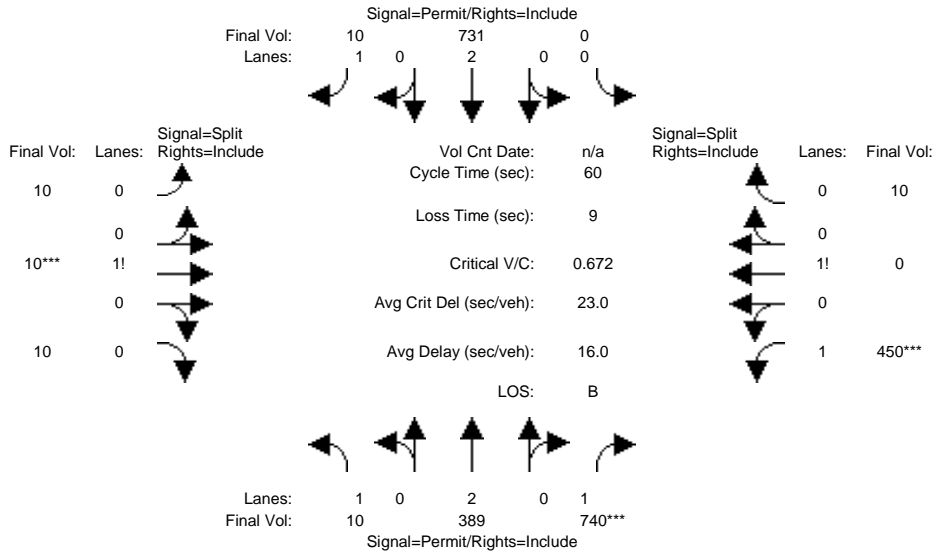 Signal=Permit/Rights=Include
Final Vol: 10 731 0
Lanes: 1 0 2 0 0
Signal=Split
Final Vol: Lanes: Rights=Include
Vol Cnt Date: n/a
Signal=Split
Rights=Include Lanes: Final Vol:
Cycle Time (sec): 60
10 0
0 10
Loss Time (sec): 9
0
0
10*** 1!
Critical V/C: 0.672
1! 0
0
Avg Crit Del (sec/veh): 23.0
0
10 0
Avg Delay (sec/veh): 16.0
1 450***
LOS: B
Lanes: 1 0 2 0 1
Final Vol: 10 389 740***
Signal=Permit/Rights=Include